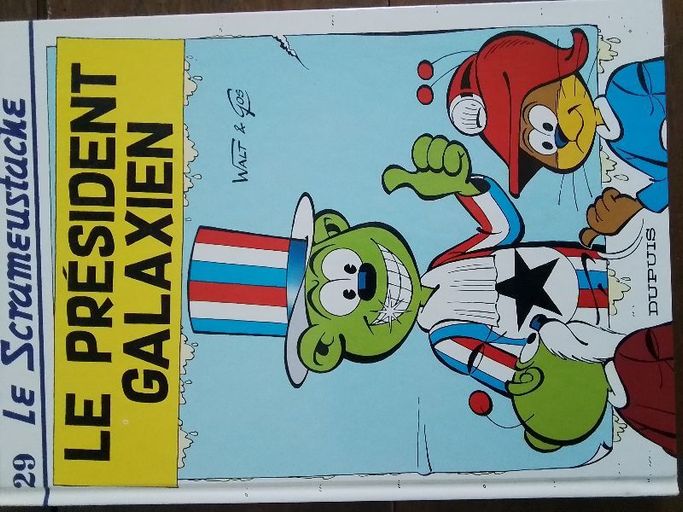 29 Le Scrameustache
LE PRÉSIDENT
GALAXIEN
WALT & GOS
DUPUIS